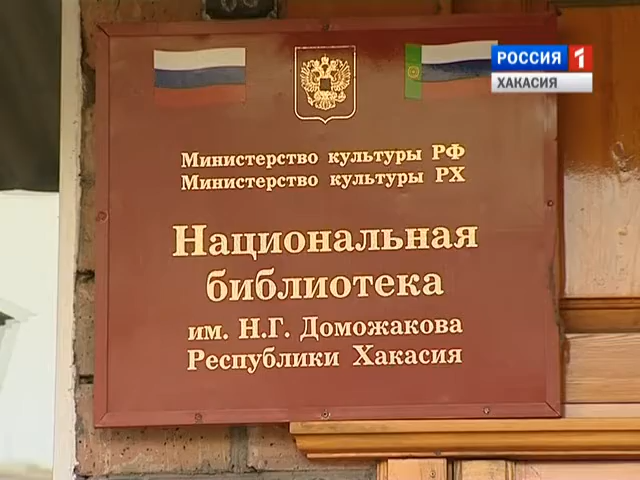 РОССИЯ 1
ХАКАСИЯ
Министерство культуры РФ
Министерство культуры РХ
Национальная
библиотека
им. Н.Г. Доможакова
Республики Хакасия